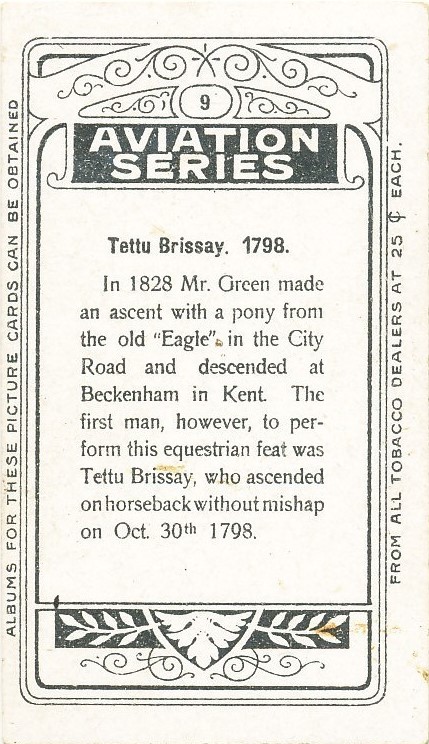 9
AVIATION
SERIES
Tettu Brissay. 1798.
In 1828 Mr. Green made
an ascent with a pony from
the old "Eagle". in the City
Road and descended at
Beckenham in Kent. The
first man, however, to per-
form this equestrian feat was
Tettu Brissay, who ascended
on horseback without mishap
on Oct. 30th 1798.
ALBUMS FOR THESE PICTURE CARDS CAN BE OBTAINED
FROM ALL TOBACCO DEALERS AT 25 ¢ EACH.